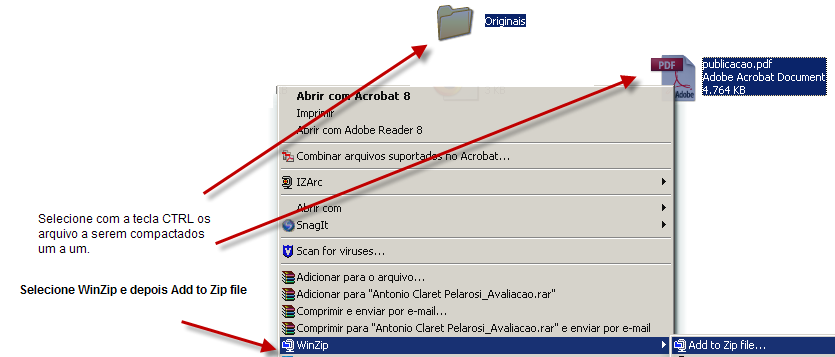 Originais
PDF
publicacao.pdf
Adobe Acrobat Document
4.764 KB
Adobe
Abrir com Acrobat 8
Imprimir
Abrir com Adobe Reader 8
Combinar arquivos suportados no Acrobat...
IZArc
Abrir com
SnagIt
Scan for viruses...
Adicionar para o arquivo...
Adicionar para "Antonio Claret Pelarosi_Avaliacao.rar"
Comprimir e enviar por e-mail...
Comprimir para "Antonio Claret Pelarosi_Avaliacao.rar" e enviar por e-mail
WinZip
Add to Zip file...
Selecione com a tecla CTRL os
arquivo a serem compactados
um a um.
Selecione WinZip e depois Add to Zip file